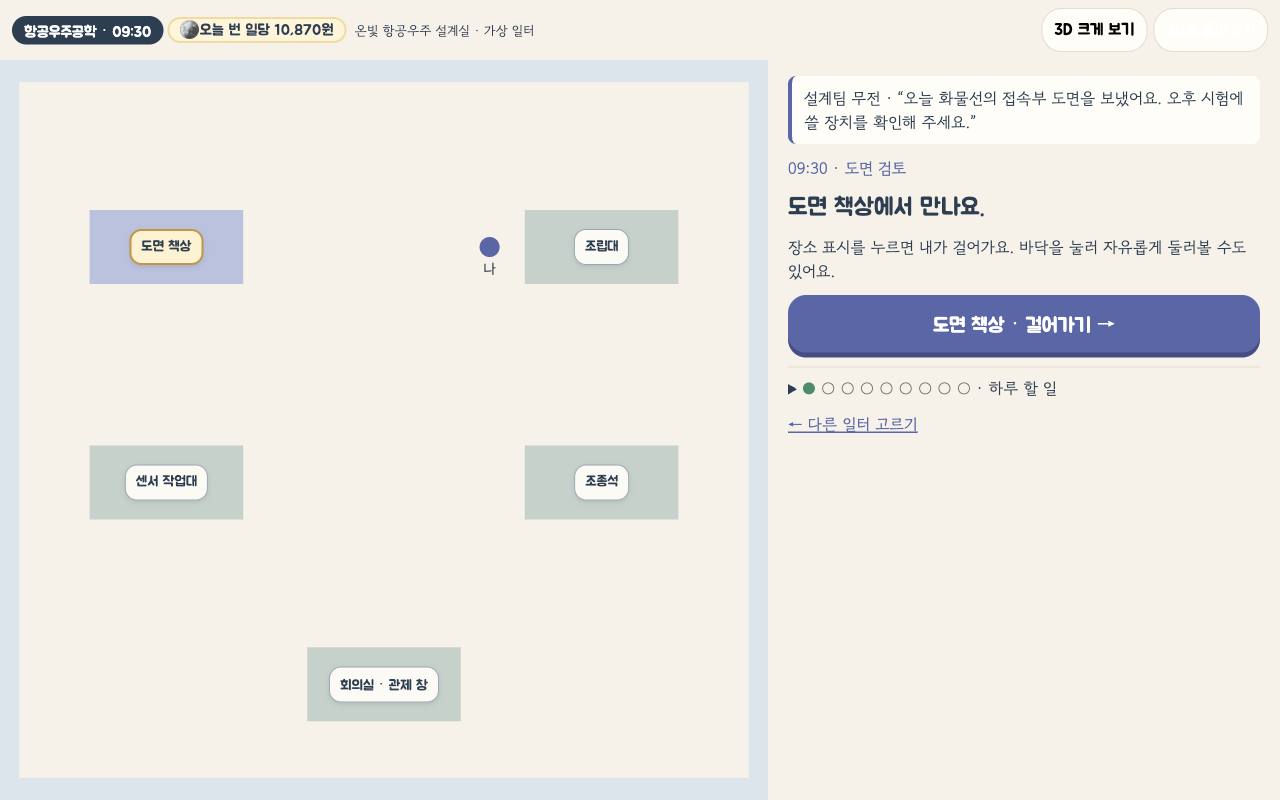 항공우주공학 · 09:30
오늘 번 일당 10,870원
온빛 항공우주 설계실 · 가상 일터
3D 크게 보기
설계팀 무전 · “오늘 화물선의 접속부 도면을 보냈어요. 오후 시험에
쓸 장치를 확인해 주세요.”
09:30 · 도면 검토
도면 책상에서 만나요.
장소 표시를 누르면 내가 걸어가요. 바닥을 눌러 자유롭게 둘러볼 수도
있어요.
도면 책상 · 걸어가기 →
· 하루 할 일
← 다른 일터 고르기
도면 책상
나
조립대
센서 작업대
조종석
회의실 · 관제 창